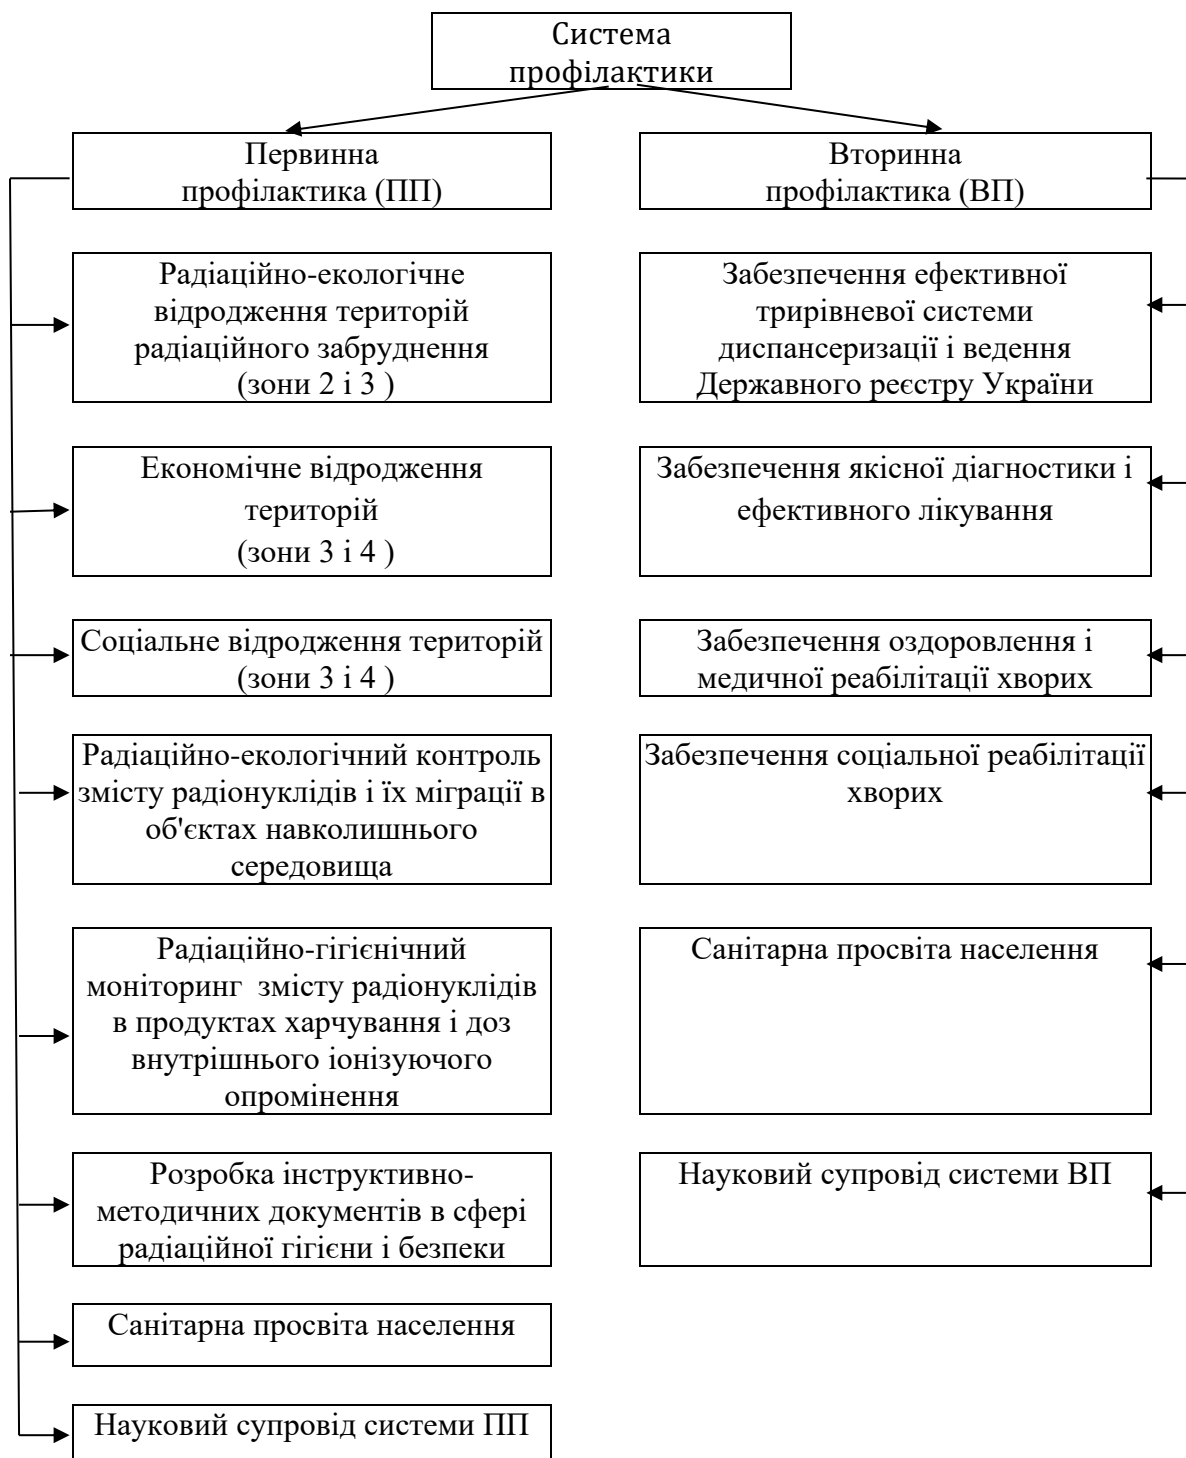 Система
профілактики
Первинна
профілактика (ПП)
Вторинна
профілактика (ВП)
Радіаційно-екологічне
відродження територій
радіаційного забруднення
(зони 2 і 3 )
Забезпечення ефективної
трирівневої системи
диспансеризації і ведення
Державного реєстру України
Економічне відродження
територій
(зони 3 і 4 )
Забезпечення якісної діагностики і
ефективного лікування
Соціальне відродження територій
(зони 3 і 4 )
Забезпечення оздоровлення і
медичної реабілітації хворих
Радіаційно-екологічний контроль
змісту радіонуклідів і їх міграції в
об'єктах навколишнього
середовища
Забезпечення соціальної реабілітації
хворих
Радіаційно-гігієнічний
моніторинг змісту радіонуклідів
в продуктах харчування і доз
внутрішнього іонізуючого
опромінення
Санітарна просвіта населення
Розробка інструктивно-
методичних документів в сфері
радіаційної гігієни і безпеки
Науковий супровід системи ВП
Санітарна просвіта населення
Науковий супровід системи ПП